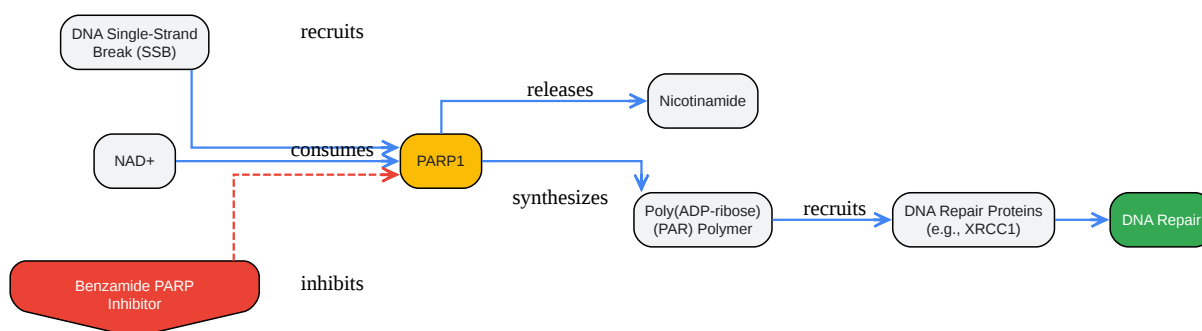 DNA Single-Strand
Break (SSB)
recruits
releases
Nicotinamide
NAD+
consumes
PARP1
synthesizes
Poly(ADP-ribose)
(PAR) Polymer
recruits
DNA Repair Proteins
(e.g., XRCC1)
DNA Repair
Benzamide PARP
Inhibitor
inhibits